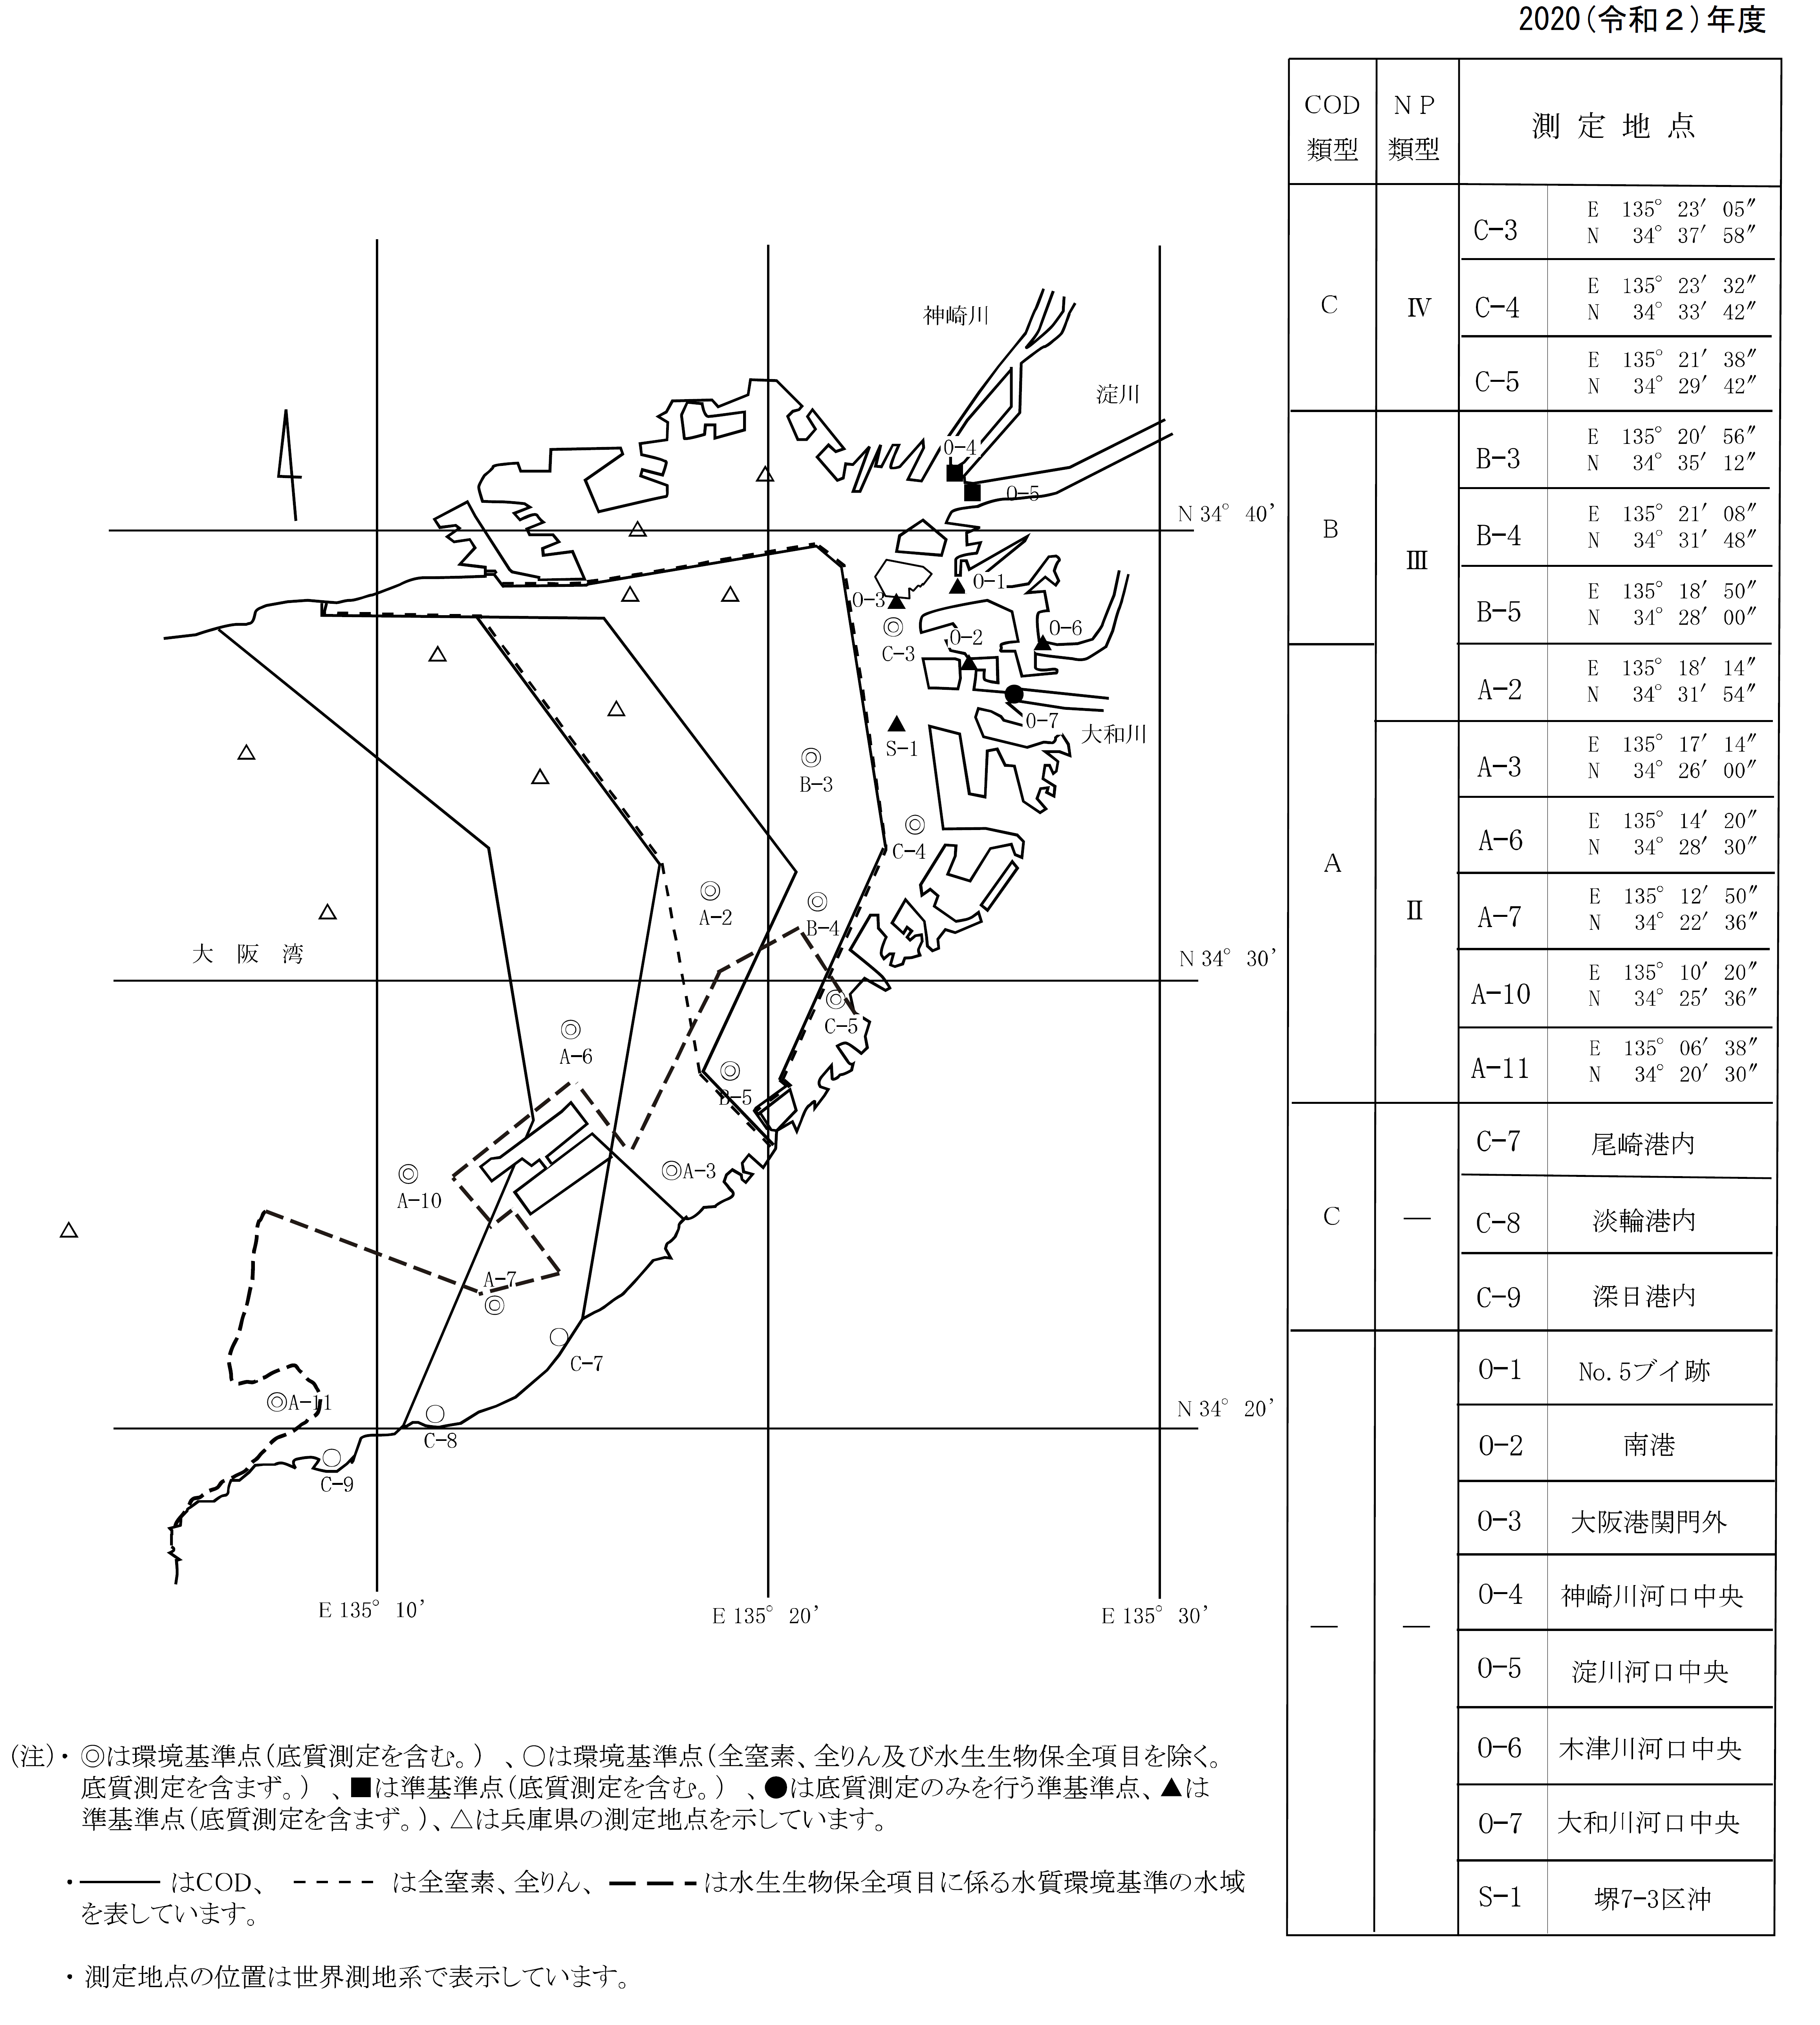 2020(令和２)年度
COD
類型
N P
類型
測 定 地 点
C
Ⅳ
C-3
E 135° 23′ 05″
N 34° 37′ 58″
C-4
E 135° 23′ 32″
N 34° 33′ 42″
C-5
E 135° 21′ 38″
N 34° 29′ 42″
B
Ⅲ
B-3
E 135° 20′ 56″
N 34° 35′ 12″
B-4
E 135° 21′ 08″
N 34° 31′ 48″
B-5
E 135° 18′ 50″
N 34° 28′ 00″
A
A-2
E 135° 18′ 14″
N 34° 31′ 54″
Ⅱ
A-3
E 135° 17′ 14″
N 34° 26′ 00″
A-6
E 135° 14′ 20″
N 34° 28′ 30″
A-7
E 135° 12′ 50″
N 34° 22′ 36″
A-10
E 135° 10′ 20″
N 34° 25′ 36″
A-11
E 135° 06′ 38″
N 34° 20′ 30″
C
―
C-7
尾崎港内
C-8
淡輪港内
C-9
深日港内
―
―
O-1
No.5ブイ跡
O-2
南港
O-3
大阪港関門外
O-4
神崎川河口中央
O-5
淀川河口中央
O-6
木津川河口中央
O-7
大和川河口中央
S-1
堺7-3区沖
神崎川
淀川
O-4
O-5
N 34° 40’
O-1
O-3
O-6
O-2
C-3
O-7
大和川
S-1
B-3
C-4
A-2
B-4
大 阪 湾
N 34° 30’
C-5
A-6
B-5
A-3
A-10
A-7
C-7
A-11
N 34° 20’
C-8
C-9
E 135° 10’
E 135° 20’
E 135° 30’
(注)・ ◎は環境基準点(底質測定を含む。) 、○は環境基準点(全窒素、全りん及び水生生物保全項目を除く。
底質測定を含まず。) 、■は準基準点(底質測定を含む。) 、●は底質測定のみを行う準基準点、▲は
準基準点(底質測定を含まず。)、△は兵庫県の測定地点を示しています。
・ はCOD、 は全窒素、全りん、 は水生生物保全項目に係る水質環境基準の水域
を表しています。
・ 測定地点の位置は世界測地系で表示しています。